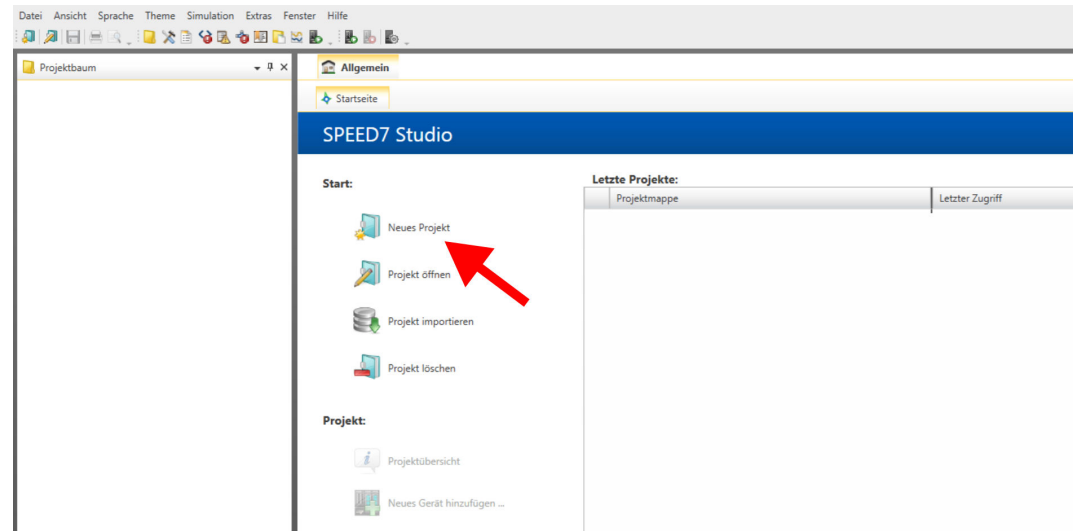 Datei Ansicht Sprache Theme Simulation Extras Fenster Hilfe
Projektbaum
Allgemein
Startseite
SPEED7 Studio
Start:
Letzte Projekte:
Projektmappe Letzter Zugriff
Neues Projekt
Projekt öffnen
Projekt importieren
Projekt löschen
Projekt:
Projektübersicht
Neues Gerät hinzufügen ...